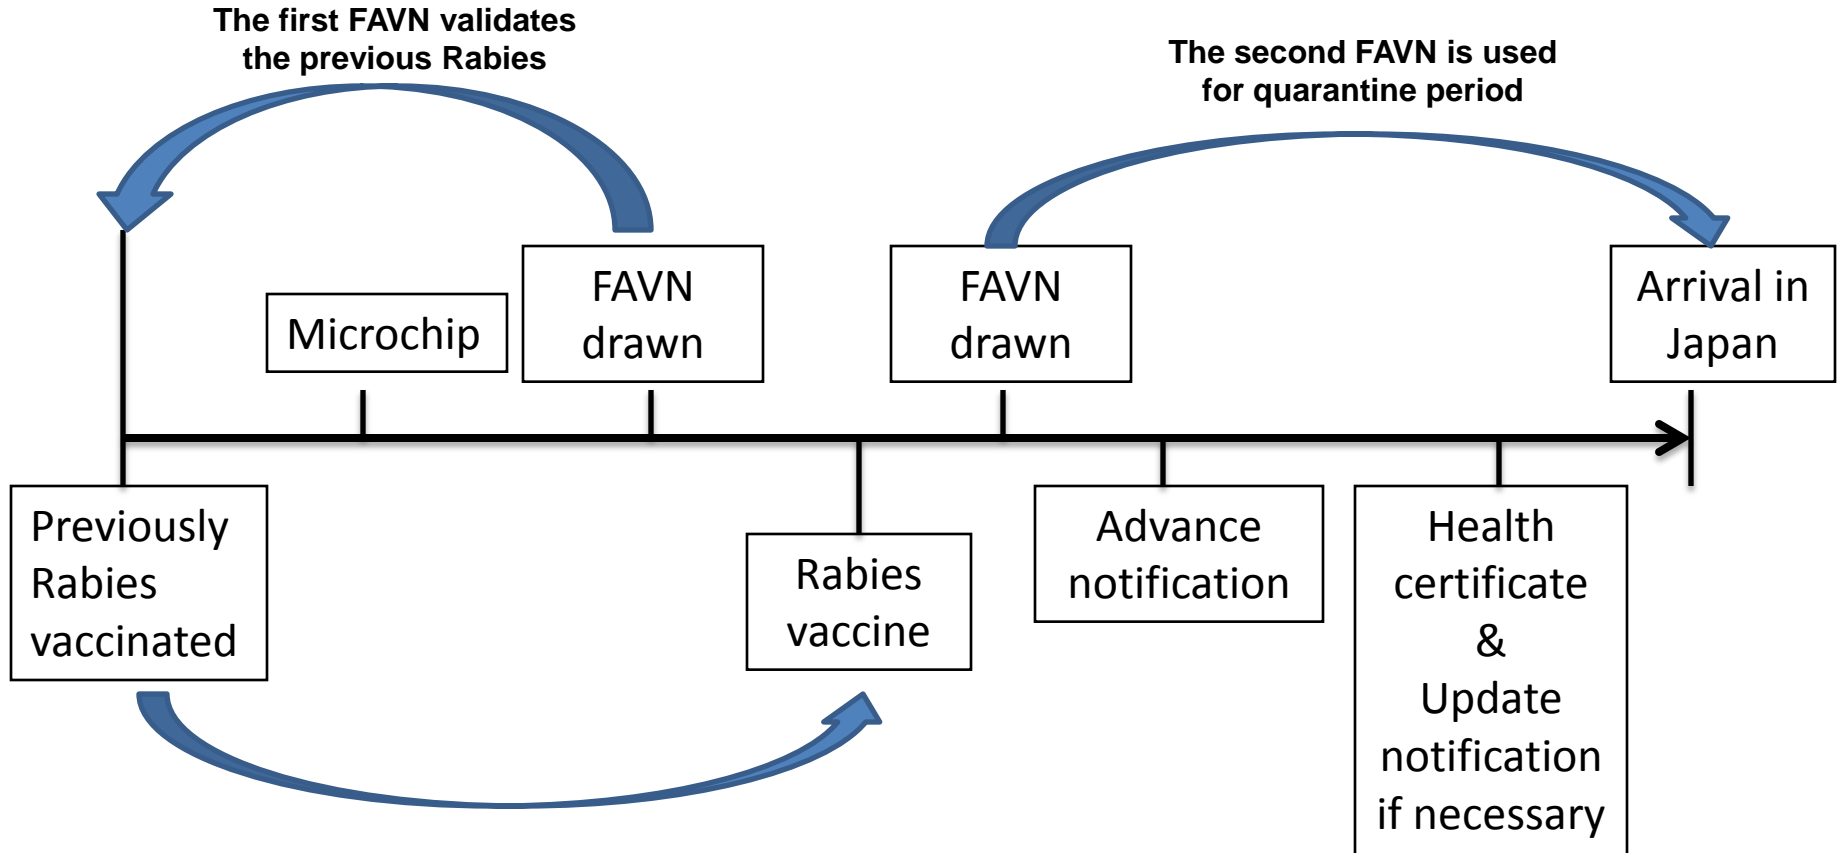 The first FAVN validates
the previous Rabies
The second FAVN is used
for quarantine period
Microchip
FAVN
drawn
FAVN
drawn
Arrival in
Japan
Previously
Rabies
vaccinated
Rabies
vaccine
Advance
notification
Health
certificate
&
Update
notification
if necessary